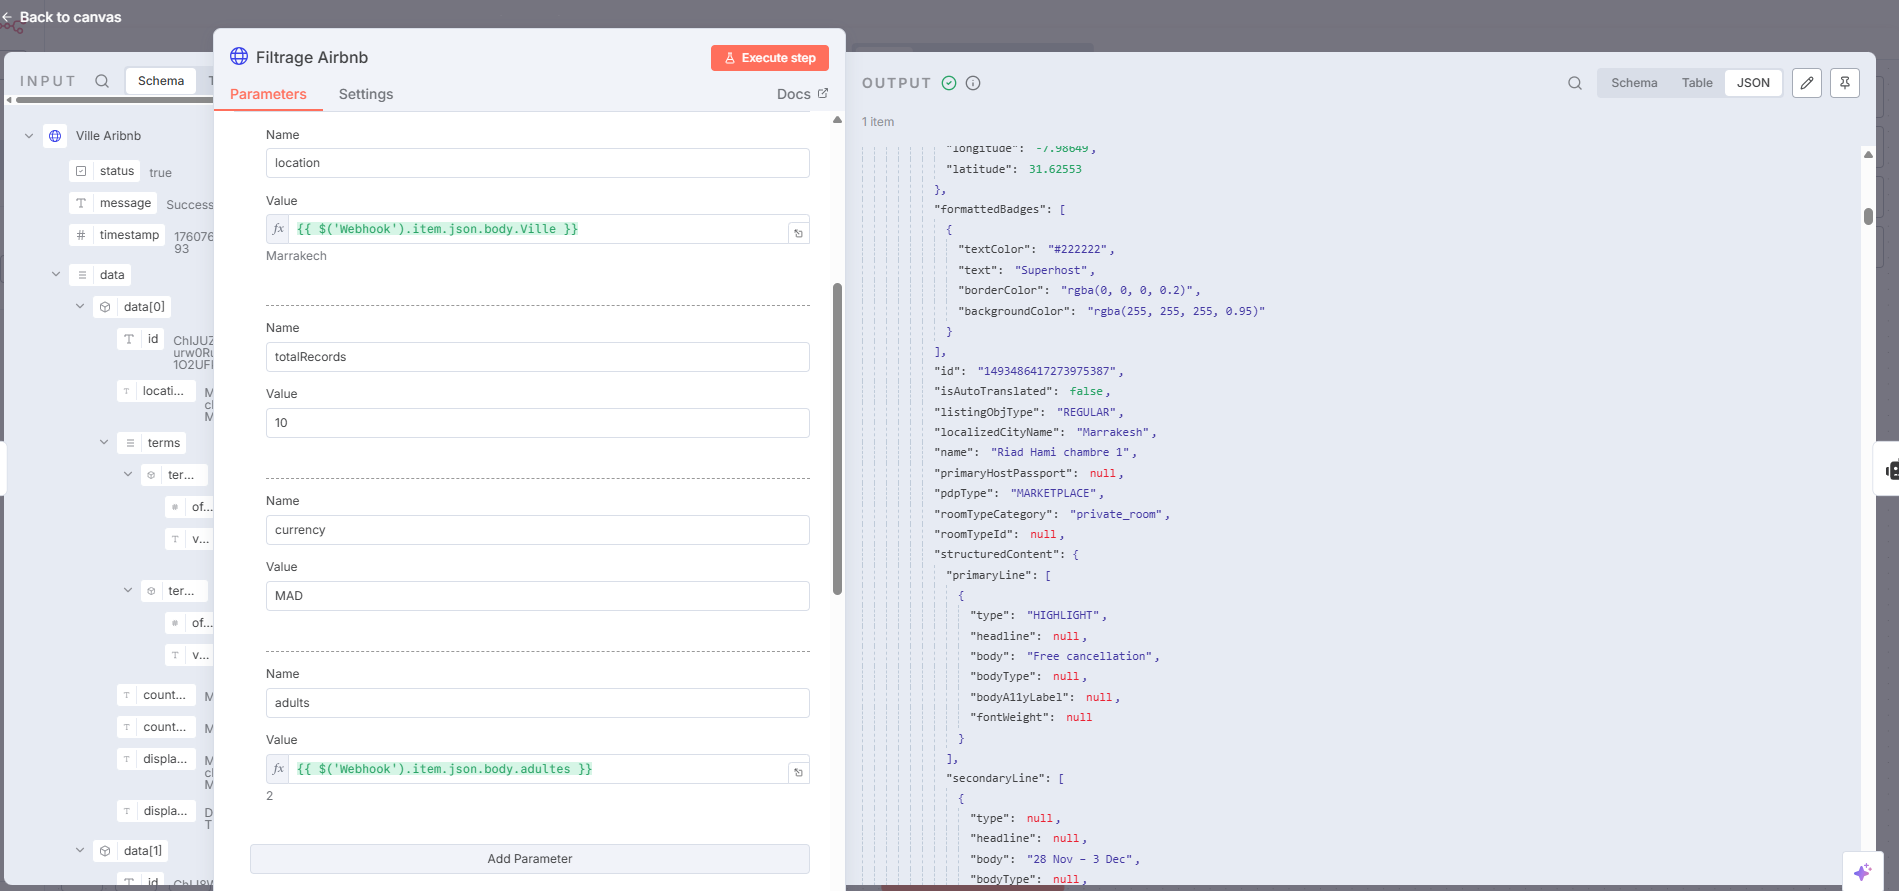 Back to canvas
INPUT
Schema
Ville Aribnb
status
true
message
Success
timestamp
176076
93
data
data[0]
id
ChIJUZ
urw0Ru
1O2UFI
locati...
M
cl
M
terms
ter...
of...
v...
ter...
of...
v...
count...
M
count...
M
displa...
M
cl
M
displa...
D
T
data[1]
id
Filtrage Airbnb
Execute step
Parameters
Settings
Docs
Name
location
Value
fx
{{ $('Webhook').item.json.body.Ville }}
Marrakech
Name
totalRecords
Value
10
Name
currency
Value
MAD
Name
adults
Value
fx
{{ $('Webhook').item.json.body.adultes }}
2
Add Parameter
OUTPUT
Schema
Table
JSON
1 item
"longitude": -7.98649,
"latitude": 31.62553
},
"formattedBadges": [
{
"textColor": "#222222",
"text": "Superhost",
"borderColor": "rgba(0, 0, 0, 0.2)",
"backgroundColor": "rgba(255, 255, 255, 0.95)"
}
],
"id": "1493486417273975387",
"isAutoTranslated": false,
"listingObjType": "REGULAR",
"localizedCityName": "Marrakesh",
"name": "Riad Hami chambre 1",
"primaryHostPassport": null,
"pdpType": "MARKETPLACE",
"roomTypeCategory": "private_room",
"roomTypeId": null,
"structuredContent": {
"primaryLine": [
{
"type": "HIGHLIGHT",
"headline": null,
"body": "Free cancellation",
"bodyType": null,
"bodyA11yLabel": null,
"fontWeight": null
}
],
"secondaryLine": [
{
"type": null,
"headline": null,
"body": "28 Nov – 3 Dec",
"bodyType": null,